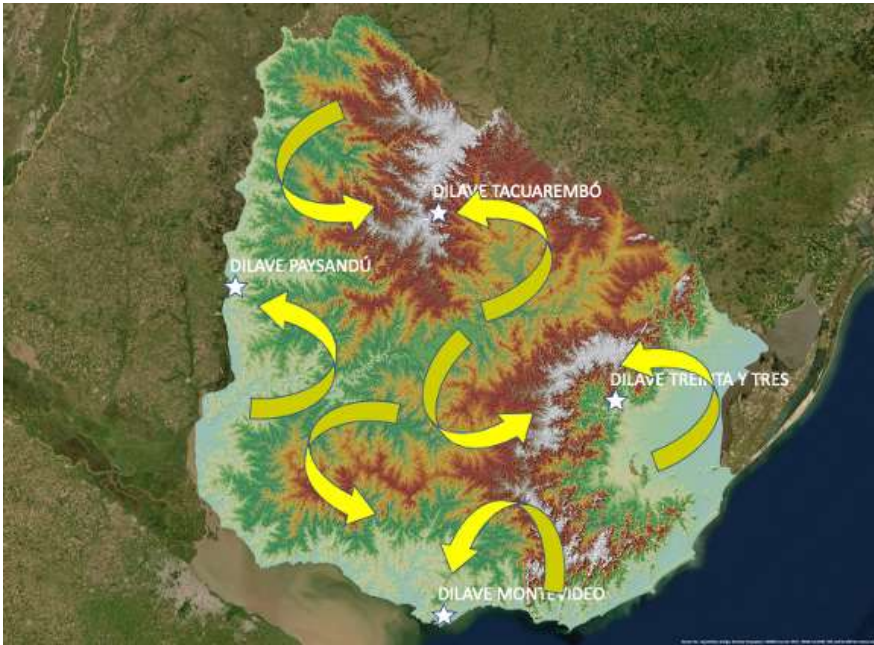 DILAVE TACUAREMBÓ
DILAVE PAYSANDÚ
DILAVE TREINTA Y TRES
DILAVE MONTEVIDEO